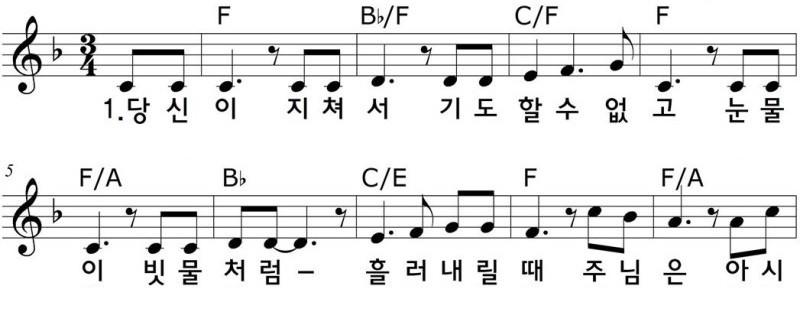 F B♭/F C/F F
3
4
1.당 신 이 지 쳐 서 기 도 할 수 없 고 눈 물
5
F/A B♭ C/E F F/A
이 빗 물 처 럼 – 흘 러 내 릴 때 주 님 은 아 시